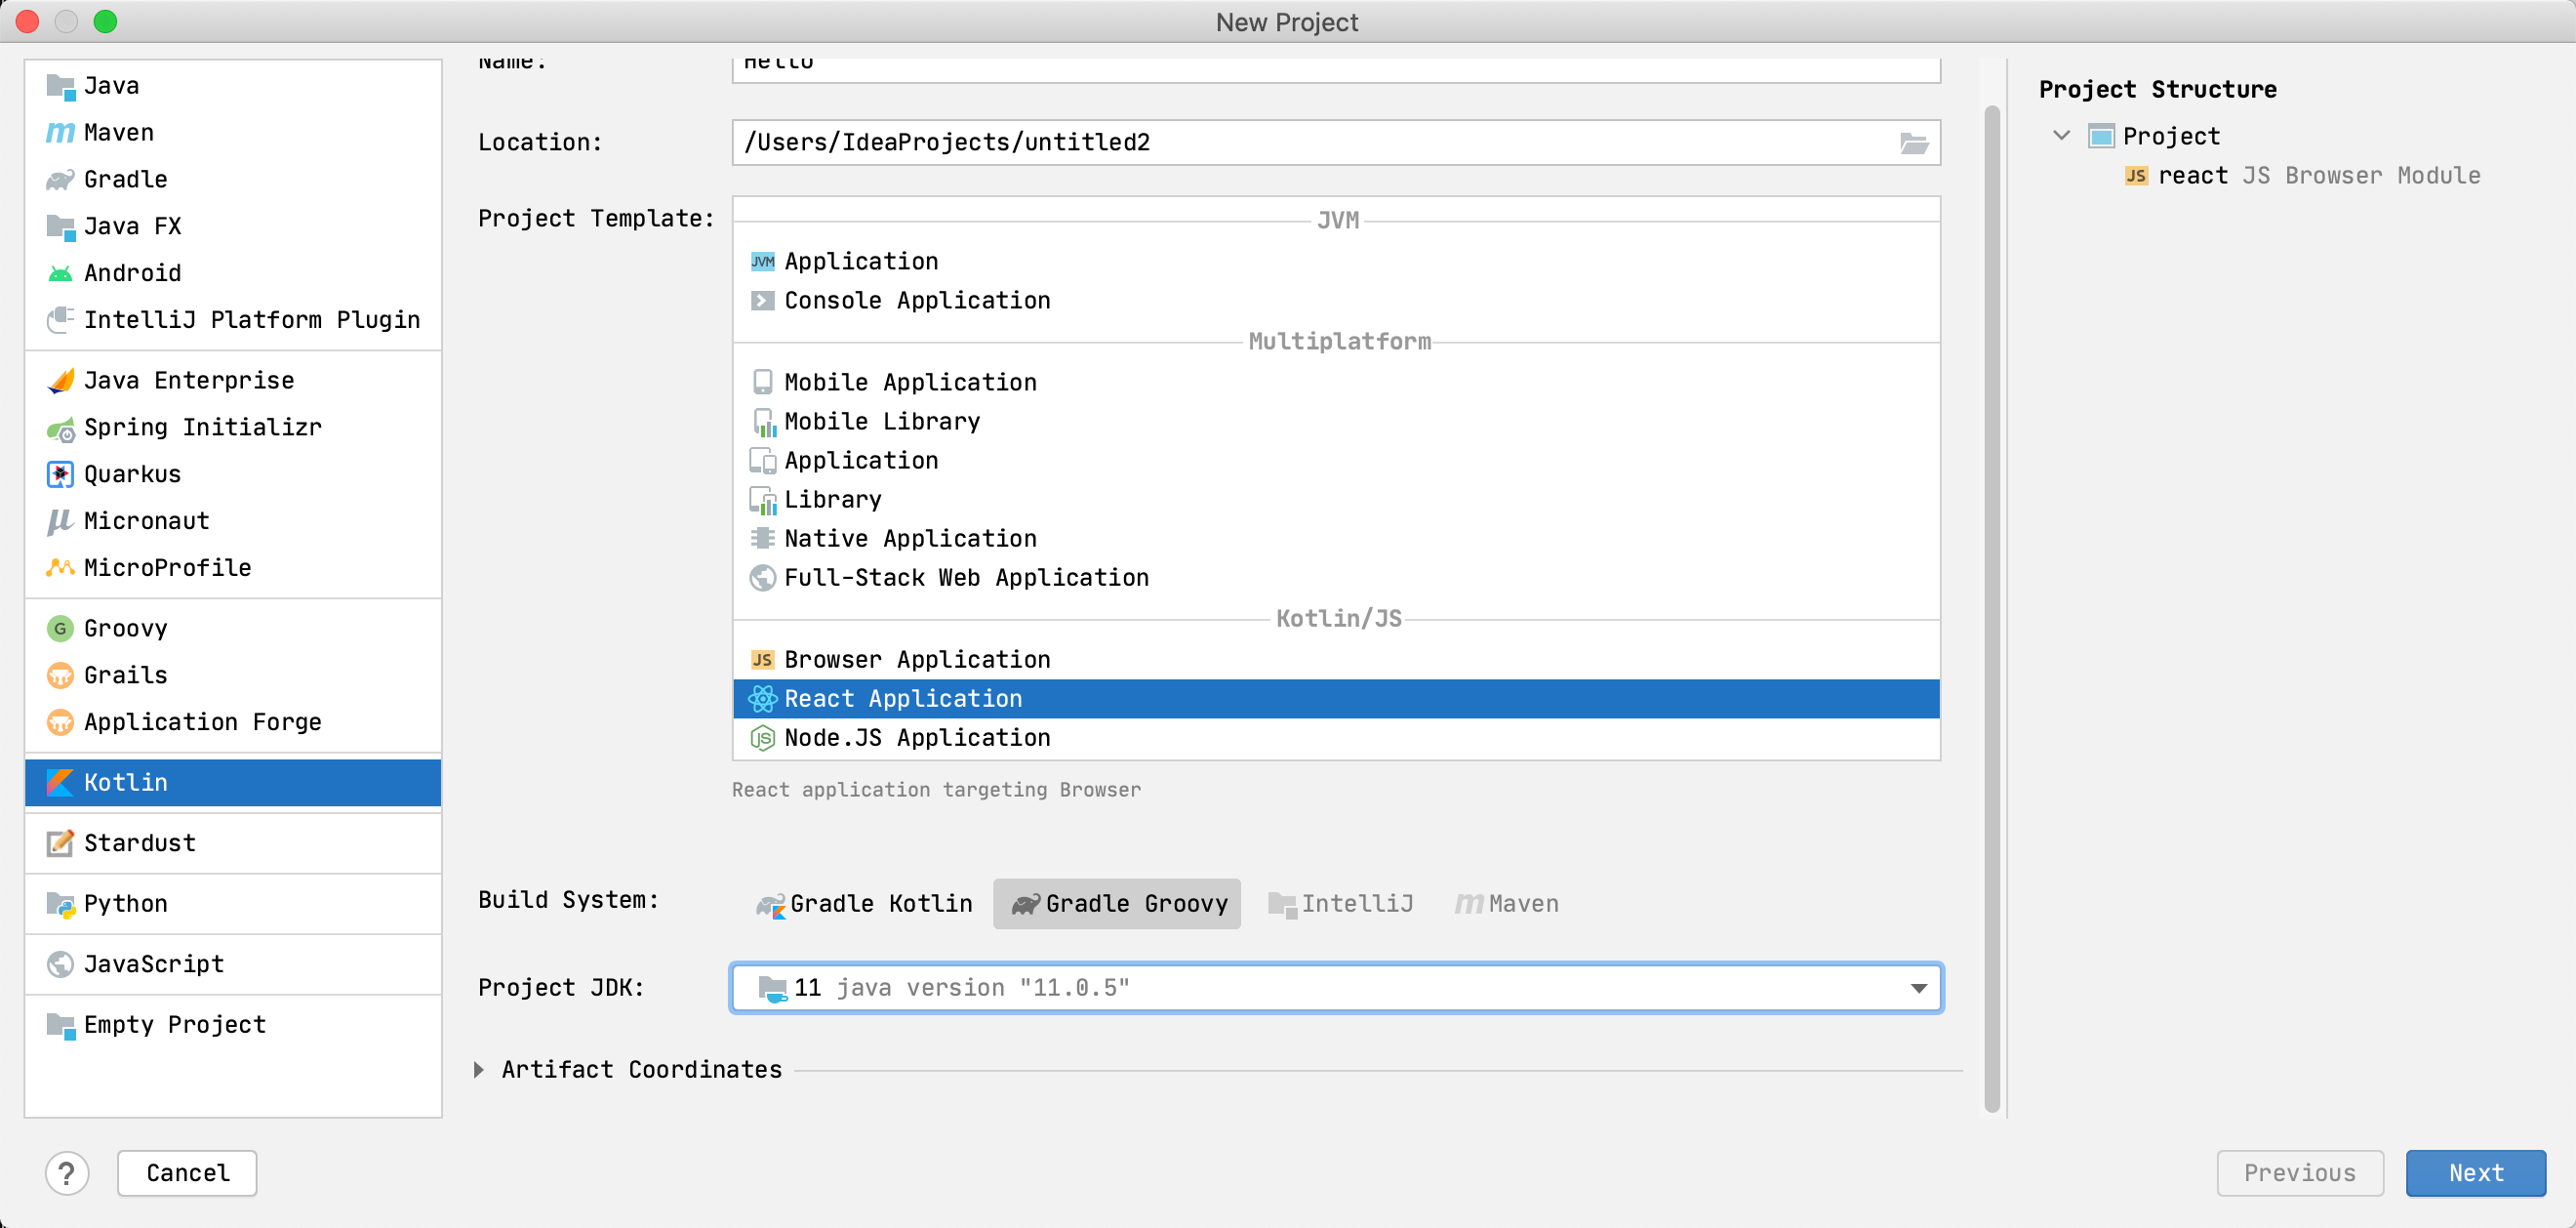 New Project
Java
Maven
Gradle
Java FX
Android
IntelliJ Platform Plugin
Java Enterprise
Spring Initializr
Quarkus
Micronaut
MicroProfile
Groovy
Grails
Application Forge
Kotlin
Stardust
Python
JavaScript
Empty Project
Name: Hello
Location: /Users/IdeaProjects/untitled2
Project Template:
JVM
JVM Application
Console Application
Multiplatform
Mobile Application
Mobile Library
Application
Library
Native Application
Full-Stack Web Application
Kotlin/JS
JS Browser Application
React Application
JS Node.JS Application
React application targeting Browser
Build System: Gradle Kotlin Gradle Groovy IntelliJ Maven
Project JDK: 11 java version "11.0.5"
Artifact Coordinates
Project Structure
Project
JS react JS Browser Module
? Cancel Previous Next